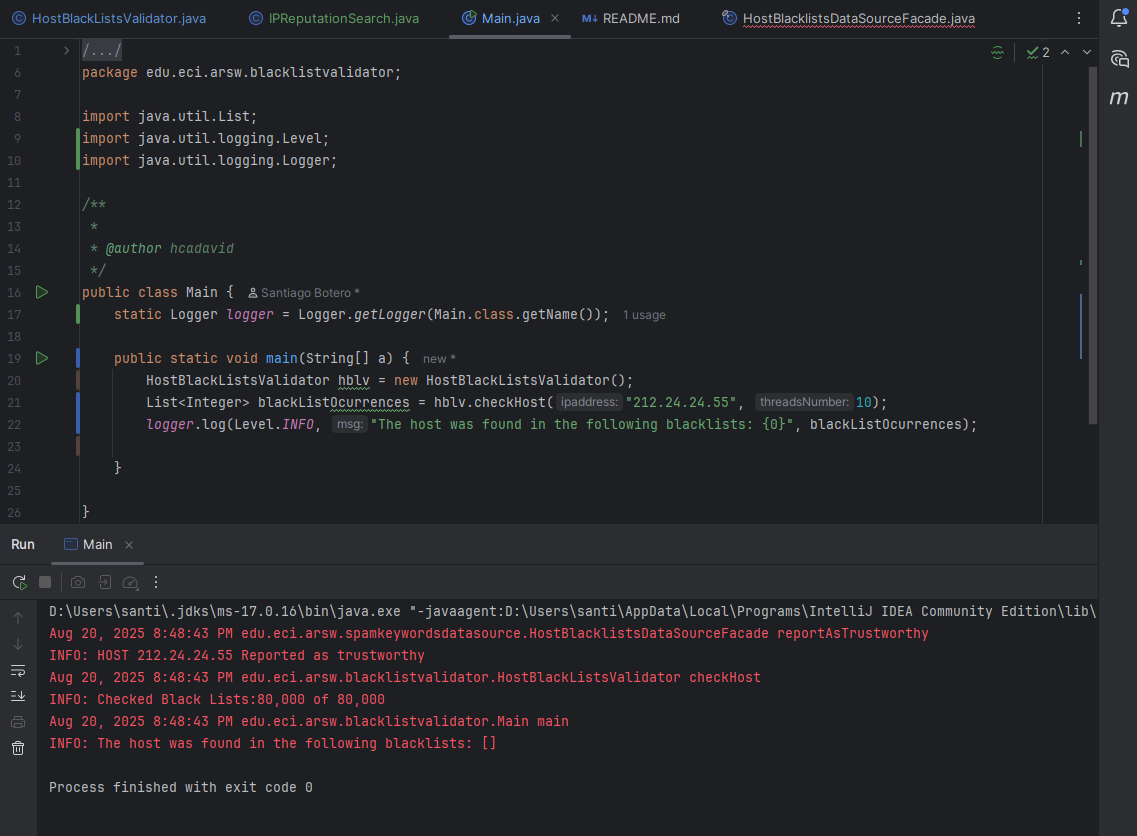 HostBlackListsValidator.java IPReputationSearch.java Main.java × M↓ README.md HostBlacklistsDataSourceFacade.java
1 /.../ 2
6 package edu.eci.arsw.blacklistvalidator;
7
8 import java.util.List;
9 import java.util.logging.Level;
10 import java.util.logging.Logger;
11
12 /**
13 *
14 * @author hcadavid
15 */
16 public class Main { Santiago Botero *
17 static Logger logger = Logger.getLogger(Main.class.getName()); 1 usage
18
19 public static void main(String[] a) { new *
20 HostBlackListsValidator hblv = new HostBlackListsValidator();
21 List<Integer> blackListOcurrences = hblv.checkHost( ipaddress: "212.24.24.55", threadsNumber: 10);
22 logger.log(Level.INFO, msg: "The host was found in the following blacklists: {0}", blackListOcurrences);
23
24 }
25
26 }
m
Run Main ×
D:\Users\santi\.jdks\ms-17.0.16\bin\java.exe "-javaagent:D:\Users\santi\AppData\Local\Programs\IntelliJ IDEA Community Edition\lib\
Aug 20, 2025 8:48:43 PM edu.eci.arsw.spamkeywordsdatasource.HostBlacklistsDataSourceFacade reportAsTrustworthy
INFO: HOST 212.24.24.55 Reported as trustworthy
Aug 20, 2025 8:48:43 PM edu.eci.arsw.blacklistvalidator.HostBlackListsValidator checkHost
INFO: Checked Black Lists:80,000 of 80,000
Aug 20, 2025 8:48:43 PM edu.eci.arsw.blacklistvalidator.Main main
INFO: The host was found in the following blacklists: []
Process finished with exit code 0